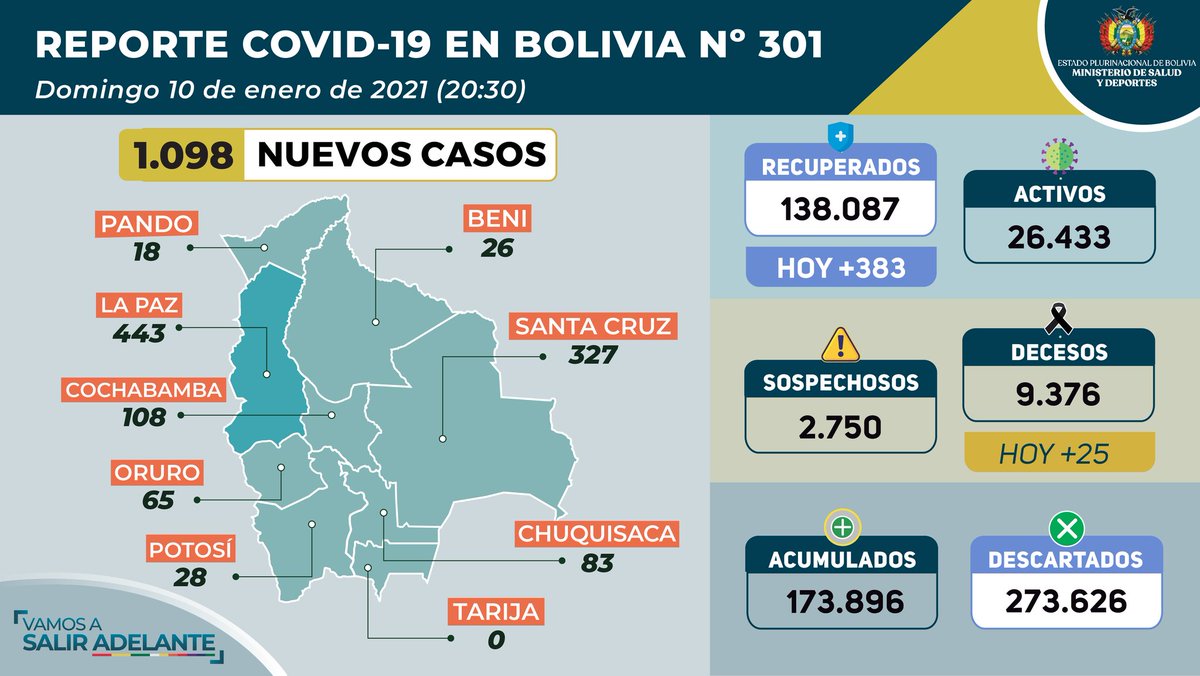 REPORTE COVID-19 EN BOLIVIA Nº 301
Domingo 10 de enero de 2021 (20:30)
ESTADO PLURINACIONAL DE BOLIVIA
MINISTERIO DE SALUD
Y DEPORTES
1.098 NUEVOS CASOS
PANDO
18
BENI
26
LA PAZ
443
SANTA CRUZ
327
COCHABAMBA
108
ORURO
65
POTOSÍ
28
CHUQUISACA
83
TARIJA
0
VAMOS A
SALIR ADELANTE
RECUPERADOS
138.087
HOY +383
ACTIVOS
26.433
SOSPECHOSOS
2.750
DECESOS
9.376
HOY +25
ACUMULADOS
173.896
DESCARTADOS
273.626